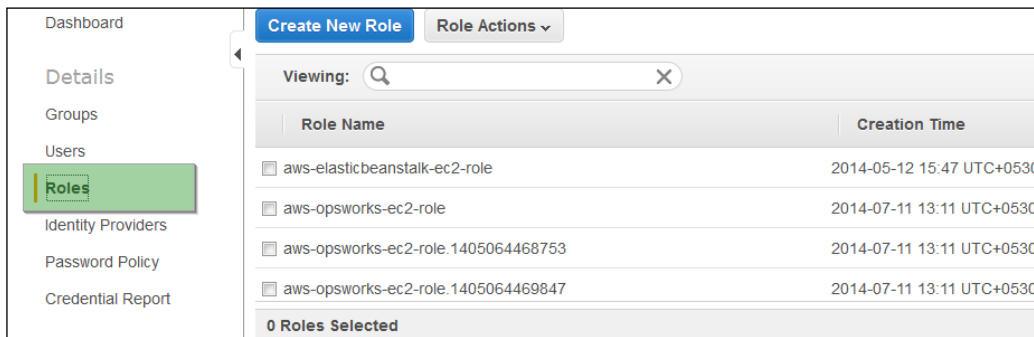 Dashboard
Details
Groups
Users
Roles
Identity Providers
Password Policy
Credential Report
Create New Role Role Actions
Viewing:
Role Name Creation Time
aws-elasticbeanstalk-ec2-role 2014-05-12 15:47 UTC+0530
aws-opsworks-ec2-role 2014-07-11 13:11 UTC+0530
aws-opsworks-ec2-role.1405064468753 2014-07-11 13:11 UTC+0530
aws-opsworks-ec2-role.1405064469847 2014-07-11 13:11 UTC+0530
0 Roles Selected